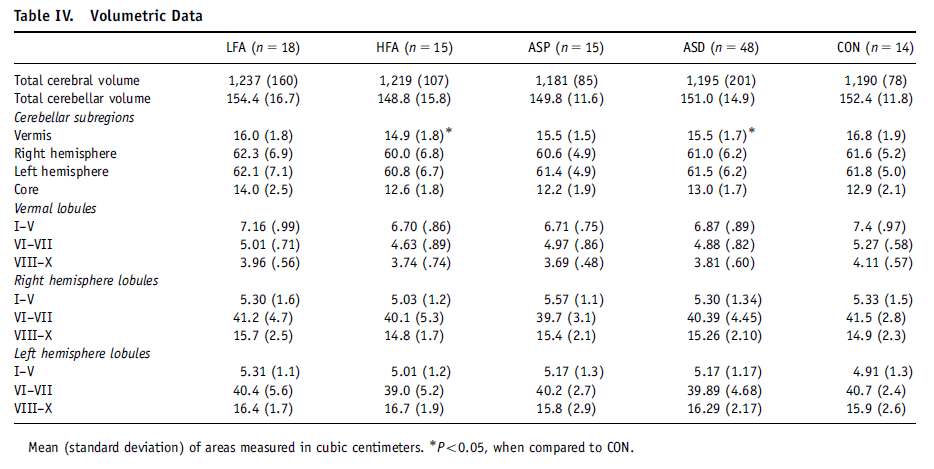 Table IV. Volumetric Data
LFA (n = 18) HFA (n = 15) ASP (n = 15) ASD (n = 48) CON (n = 14)
Total cerebral volume 1,237 (160) 1,219 (107) 1,181 (85) 1,195 (201) 1,190 (78)
Total cerebellar volume 154.4 (16.7) 148.8 (15.8) 149.8 (11.6) 151.0 (14.9) 152.4 (11.8)
Cerebellar subregions
Vermis 16.0 (1.8) 14.9 (1.8)* 15.5 (1.5) 15.5 (1.7)* 16.8 (1.9)
Right hemisphere 62.3 (6.9) 60.0 (6.8) 60.6 (4.9) 61.0 (6.2) 61.6 (5.2)
Left hemisphere 62.1 (7.1) 60.8 (6.7) 61.4 (4.9) 61.5 (6.2) 61.8 (5.0)
Core 14.0 (2.5) 12.6 (1.8) 12.2 (1.9) 13.0 (1.7) 12.9 (2.1)
Vermal lobules
I–V 7.16 (.99) 6.70 (.86) 6.71 (.75) 6.87 (.89) 7.4 (.97)
VI–VII 5.01 (.71) 4.63 (.89) 4.97 (.86) 4.88 (.82) 5.27 (.58)
VIII–X 3.96 (.56) 3.74 (.74) 3.69 (.48) 3.81 (.60) 4.11 (.57)
Right hemisphere lobules
I–V 5.30 (1.6) 5.03 (1.2) 5.57 (1.1) 5.30 (1.34) 5.33 (1.5)
VI–VII 41.2 (4.7) 40.1 (5.3) 39.7 (3.1) 40.39 (4.45) 41.5 (2.8)
VIII–X 15.7 (2.5) 14.8 (1.7) 15.4 (2.1) 15.26 (2.10) 14.9 (2.3)
Left hemisphere lobules
I–V 5.31 (1.1) 5.01 (1.2) 5.17 (1.3) 5.17 (1.17) 4.91 (1.3)
VI–VII 40.4 (5.6) 39.0 (5.2) 40.2 (2.7) 39.89 (4.68) 40.7 (2.4)
VIII–X 16.4 (1.7) 16.7 (1.9) 15.8 (2.9) 16.29 (2.17) 15.9 (2.6)
Mean (standard deviation) of areas measured in cubic centimeters. *P<0.05, when compared to CON.